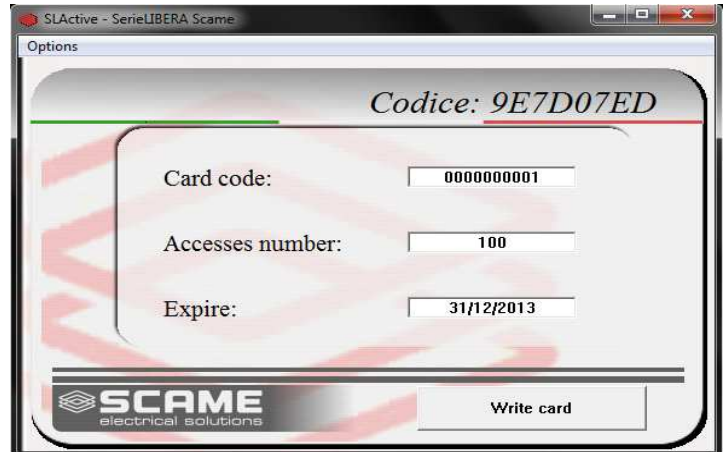 SLActive - SerieLIBERA Scame
Options
Codice: 9E7D07ED
Card code: 0000000001
Accesses number: 100
Expire: 31/12/2013
SCAME
electrical solutions
Write card